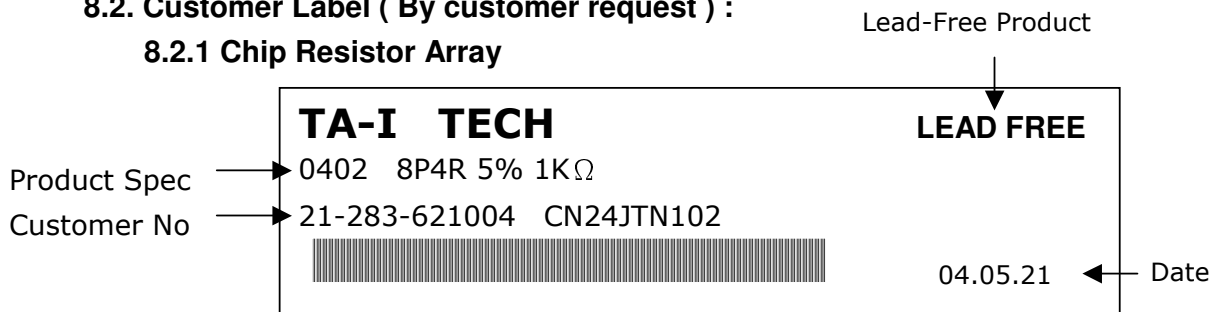 8.2. Customer Label ( By customer request ) :
Lead-Free Product
8.2.1 Chip Resistor Array
TA-I TECH LEAD FREE
Product Spec 0402 8P4R 5% 1KΩ
Customer No 21-283-621004 CN24JTN102
04.05.21 Date